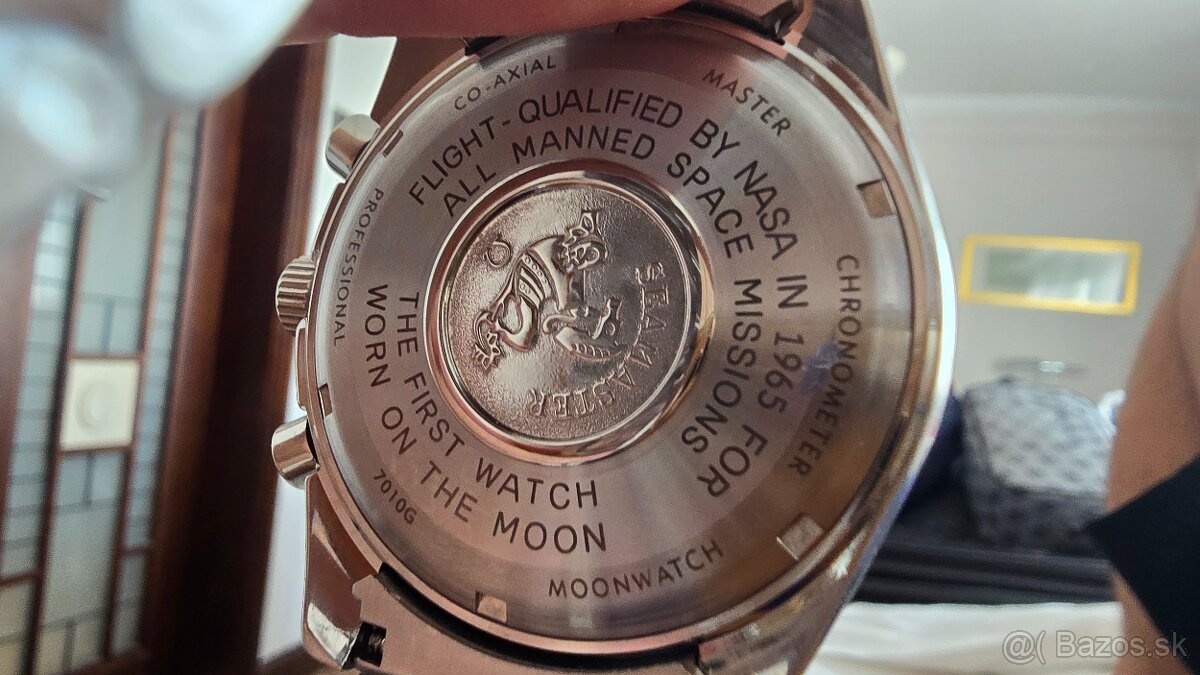 CO-AXIAL
MASTER
CHRONOMETER
MOONWATCH
7010G
PROFESSIONAL
FLIGHT-QUALIFIED BY NASA IN 1965 FOR
ALL MANNED SPACE MISSIONS
THE FIRST WATCH
WORN ON THE MOON
SEAMASTER
@( Bazos.sk